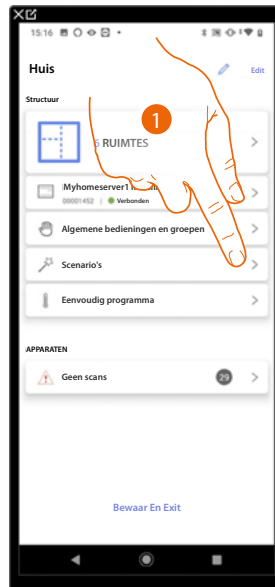 15:16
Huis
Edit
Structuur
1
6 RUIMTES
Myhomeserver1
00001452 | Verbonden
Algemene bedieningen en groepen
Scenario's
Eenvoudig programma
APPARATEN
Geen scans
29
Bewaar En Exit